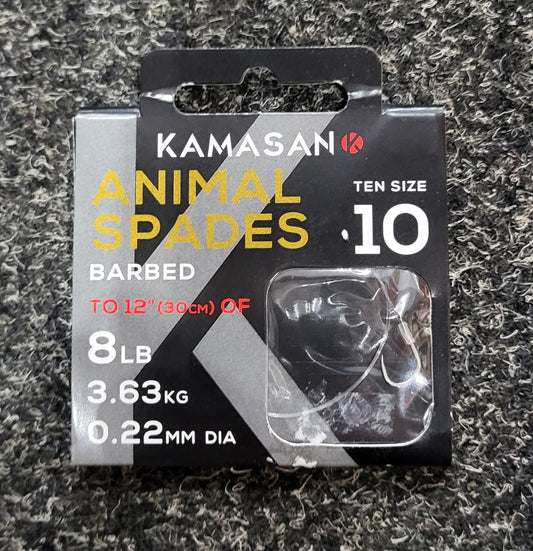 KAMASAN K
ANIMAL
SPADES
TEN SIZE
10
BARBED
TO 12" (30CM) OF
8LB
3.63KG
0.22MM DIA